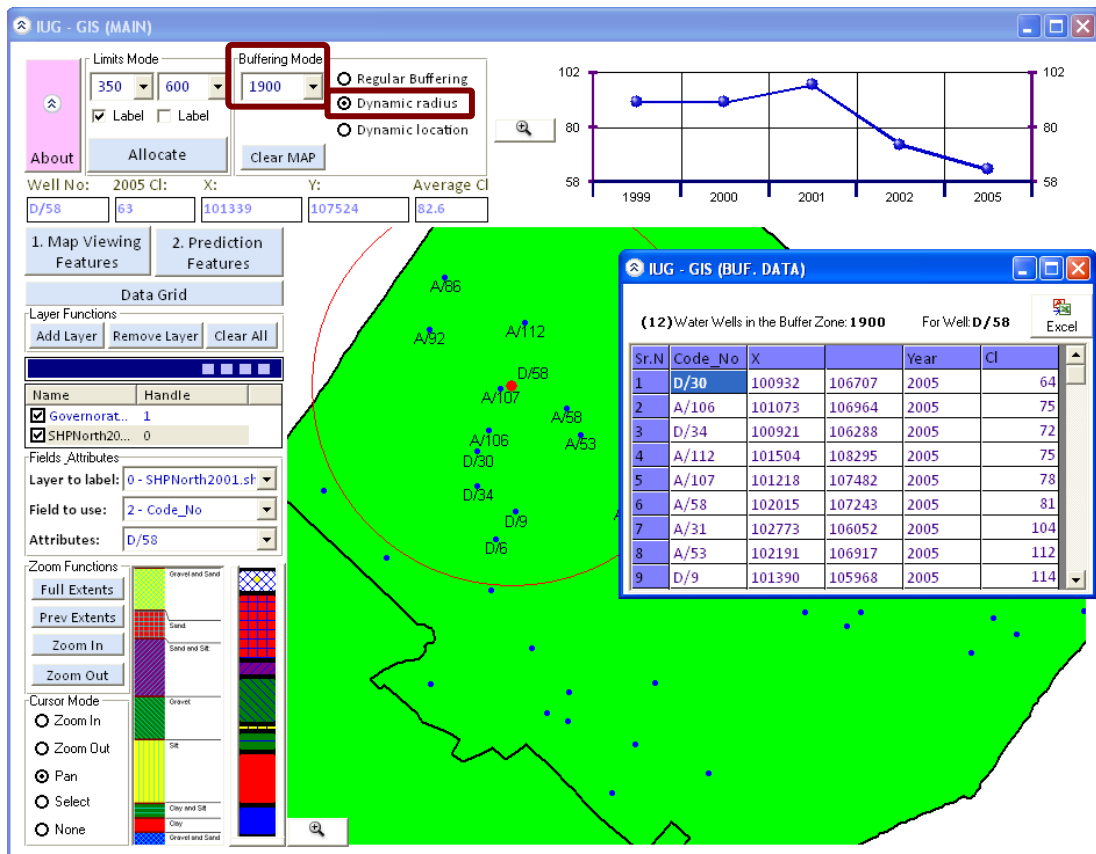 IUG - GIS (MAIN)
Limits Mode
350 600
Label Label
Allocate
About
Buffering Mode
1900
Regular Buffering
Dynamic radius
Dynamic location
Clear MAP
Well No: 2005 Cl: X: Y: Average Cl
D/58 63 101339 107524 82.6
102 102
80 80
58 58
1999 2000 2001 2002 2005
1. Map Viewing
Features
2. Prediction
Features
Data Grid
Layer Functions
Add Layer Remove Layer Clear All
Name Handle
Governorat... 1
SHPNorth20... 0
Fields_Attributes
Layer to label: 0 - SHPNorth2001.sh
Field to use: 2 - Code_No
Attributes: D/58
Zoom Functions
Full Extents
Prev Extents
Zoom In
Zoom Out
Cursor Mode
Zoom In
Zoom Out
Pan
Select
None
Gravel and Sand
Sand
Sand and Silt
Gravel
Silt
Clay and Silt
Clay
Gravel and Sand
A/86
A/92
A/112
D/58
A/107
A/58
A/106
A/53
D/30
D/34
D/9
D/6
IUG - GIS (BUF. DATA)
(12) Water Wells in the Buffer Zone: 1900 For Well: D/58
Excel
Sr.N Code_No X Year Cl
1 D/30 100932 106707 2005 64
2 A/106 101073 106964 2005 75
3 D/34 100921 106288 2005 72
4 A/112 101504 108295 2005 75
5 A/107 101218 107482 2005 78
6 A/58 102015 107243 2005 81
7 A/31 102773 106052 2005 104
8 A/53 102191 106917 2005 112
9 D/9 101390 105968 2005 114